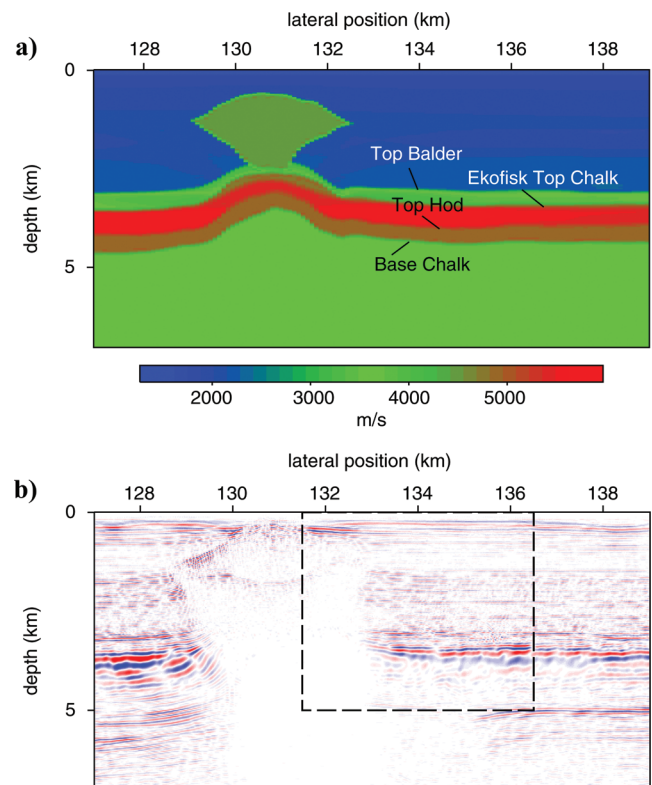 lateral position (km)
a)
128 130 132 134 136 138
0
Top Balder
Ekofisk Top Chalk
Top Hod
Base Chalk
depth (km)
5
2000 3000 4000 5000
m/s
lateral position (km)
b)
128 130 132 134 136 138
0
depth (km)
5